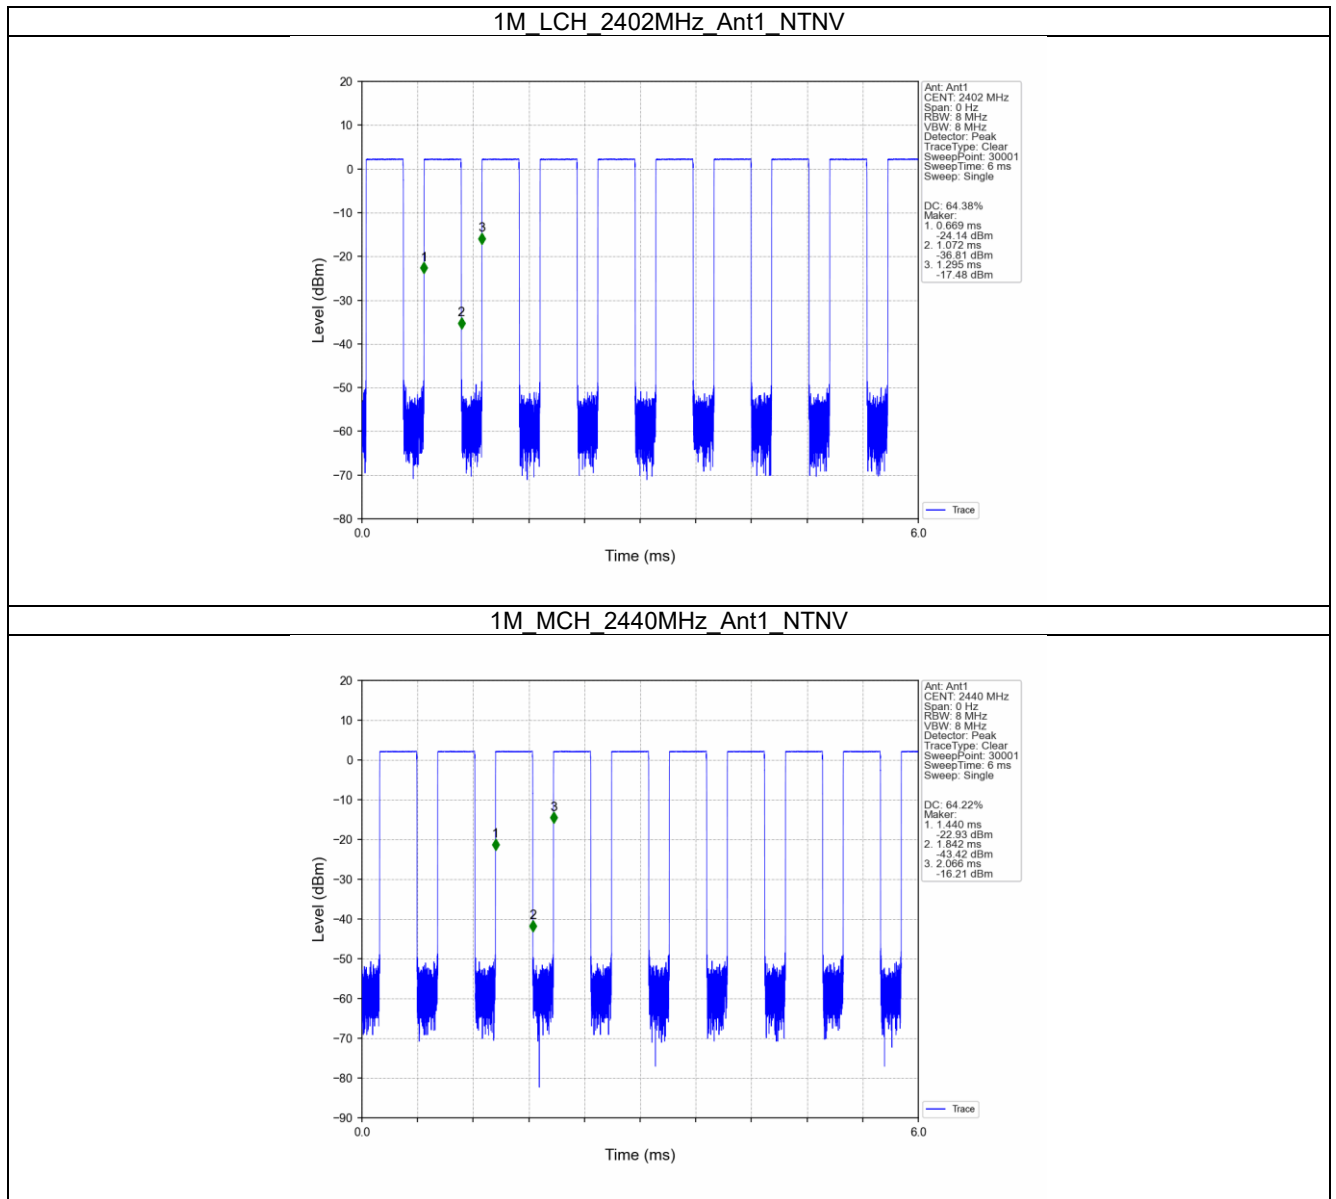 1M_LCH_2402MHz_Ant1_NTNV
20
10
0
−10
−20
−30
−40
−50
−60
−70
−80
Level (dBm)
0.0
6.0
Time (ms)
1
2
3
Ant: Ant1
CENT: 2402 MHz
Span: 0 Hz
RBW: 8 MHz
VBW: 8 MHz
Detector: Peak
TraceType: Clear
SweepPoint: 30001
SweepTime: 6 ms
Sweep: Single
DC: 64.38%
Maker:
1. 0.669 ms
-24.14 dBm
2. 1.072 ms
-36.81 dBm
3. 1.295 ms
-17.48 dBm
Trace
1M_MCH_2440MHz_Ant1_NTNV
20
10
0
−10
−20
−30
−40
−50
−60
−70
−80
−90
Level (dBm)
0.0
6.0
Time (ms)
1
2
3
Ant: Ant1
CENT: 2440 MHz
Span: 0 Hz
RBW: 8 MHz
VBW: 8 MHz
Detector: Peak
TraceType: Clear
SweepPoint: 30001
SweepTime: 6 ms
Sweep: Single
DC: 64.22%
Maker:
1. 1.440 ms
-22.93 dBm
2. 1.842 ms
-43.42 dBm
3. 2.066 ms
-16.21 dBm
Trace